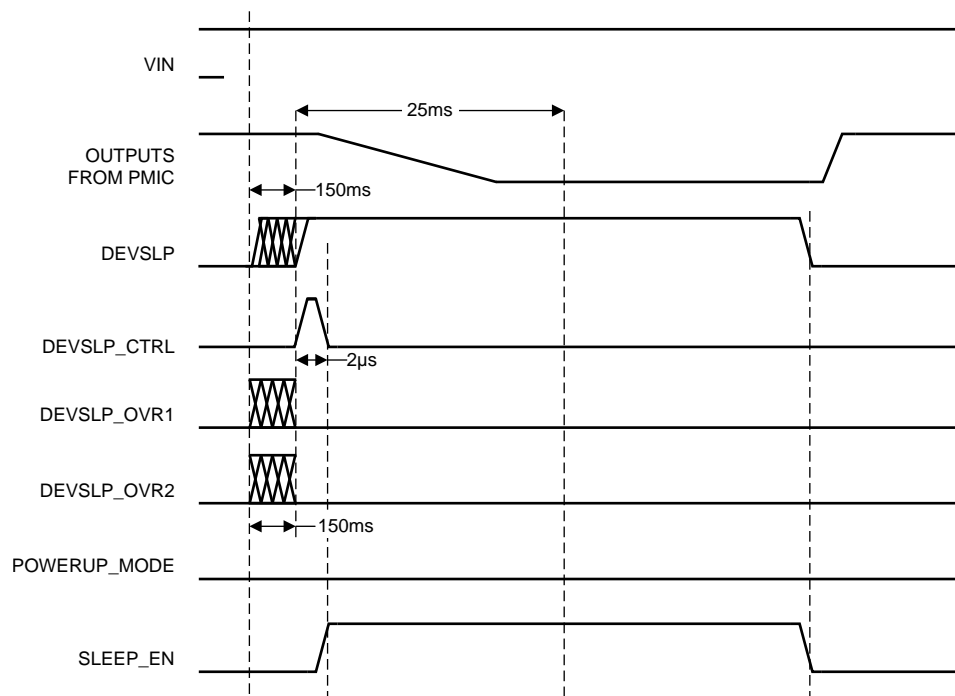 VIN
25ms
OUTPUTS
FROM PMIC
150ms
DEVSLP
DEVSLP_CTRL
2µs
DEVSLP_OVR1
DEVSLP_OVR2
150ms
POWERUP_MODE
SLEEP_EN